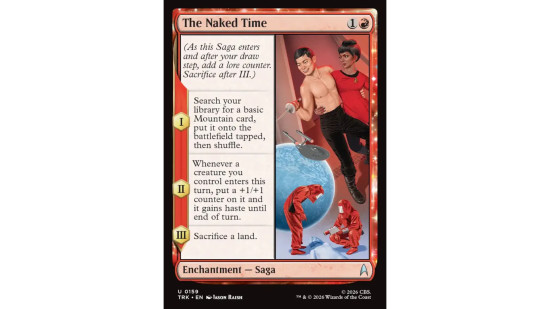 The Naked Time 1R
(As this Saga enters
and after your draw
step, add a lore counter.
Sacrifice after III.)
I
Search your
library for a basic
Mountain card,
put it onto the
battlefield tapped,
then shuffle.
II
Whenever a
creature you
control enters this
turn, put a +1/+1
counter on it and
it gains haste until
end of turn.
III Sacrifice a land.
Enchantment — Saga
U 0159
TRK • EN Jason Raish
© 2026 CBS.
™ & © 2026 Wizards of the Coast